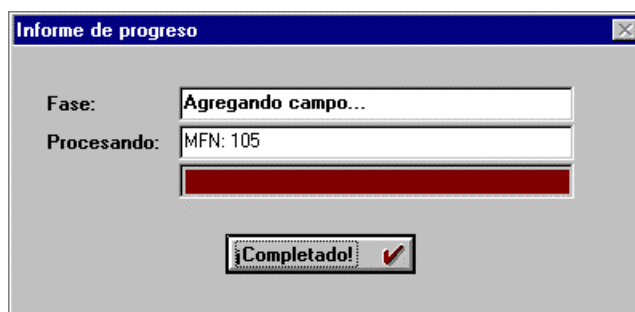 Informe de progreso
Fase: Agregando campo...
Procesando: MFN: 105
¡Completado!